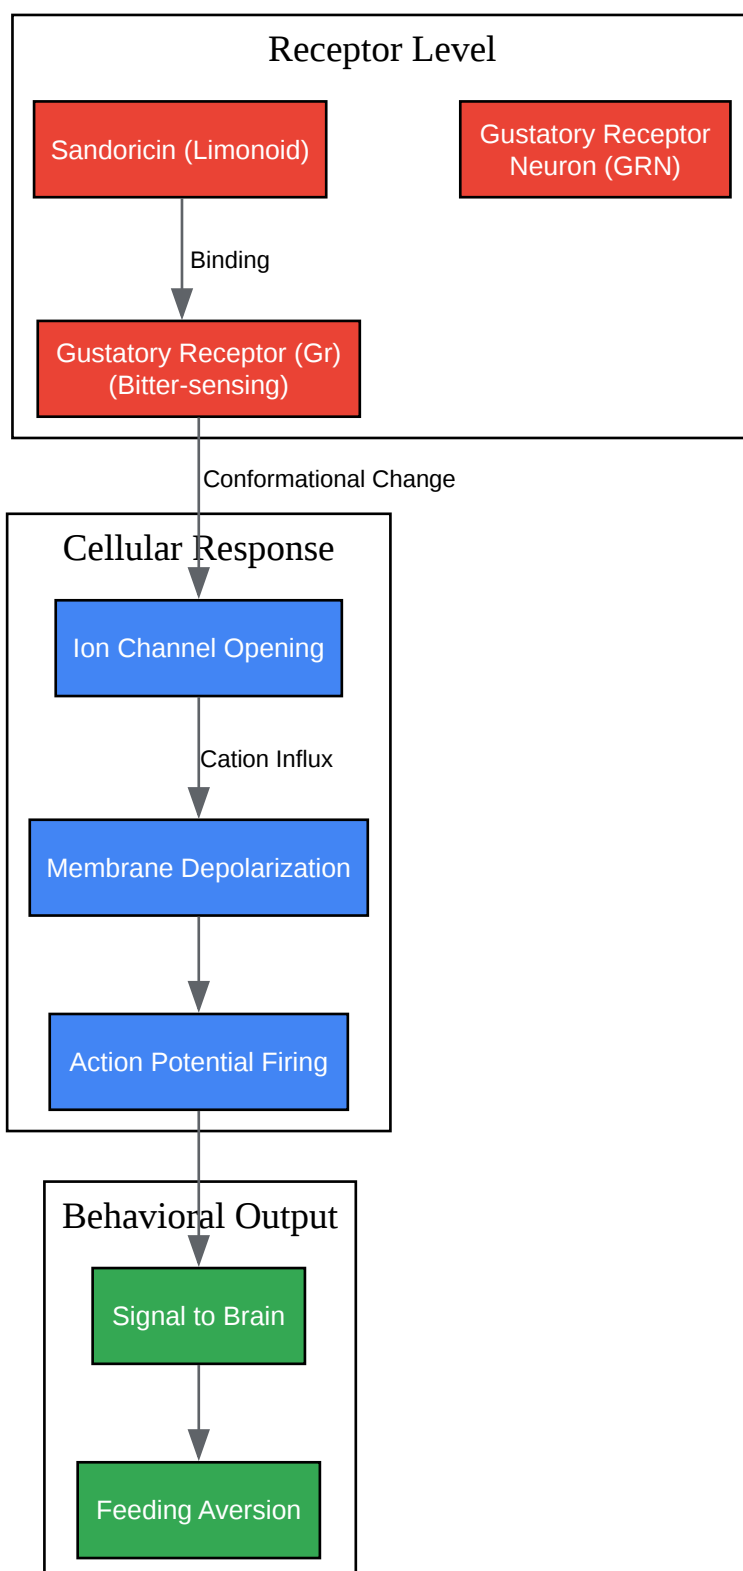 Receptor Level
Sandoricin (Limonoid)
Gustatory Receptor
Neuron (GRN)
Binding
Gustatory Receptor (Gr)
(Bitter-sensing)
Conformational Change
Cellular Response
Ion Channel Opening
Cation Influx
Membrane Depolarization
Action Potential Firing
Behavioral Output
Signal to Brain
Feeding Aversion